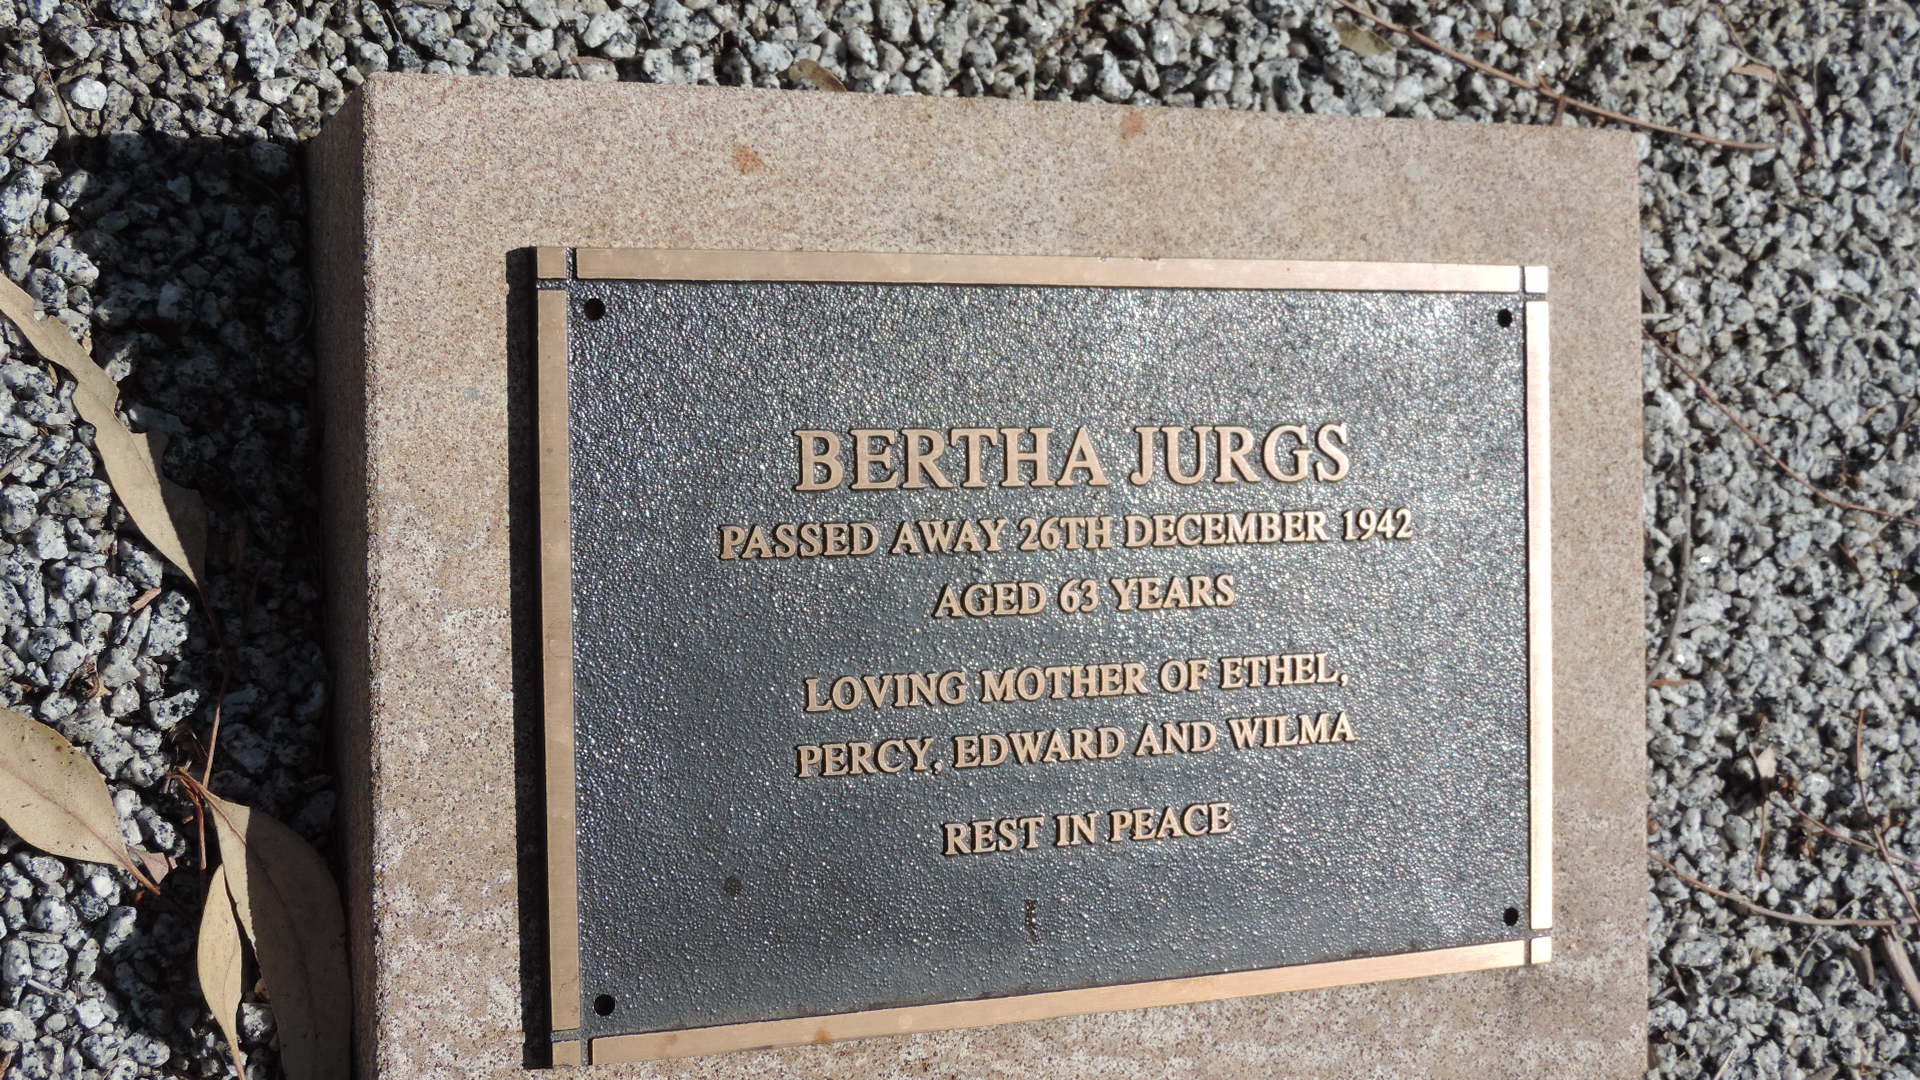 BERTHA JURGS
PASSED AWAY 26TH DECEMBER 1942
AGED 63 YEARS
LOVING MOTHER OF ETHEL,
PERCY, EDWARD AND WILMA
REST IN PEACE